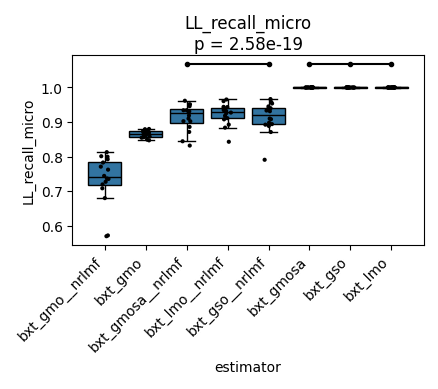 LL_recall_micro
p = 2.58e-19
LL_recall_micro
1.0
0.9
0.8
0.7
0.6
bxt_gmo__nrlmf
bxt_gmo
bxt_gmosa__nrlmf
bxt_lmo__nrlmf
bxt_gso__nrlmf
bxt_gmosa
bxt_gso
bxt_lmo
estimator